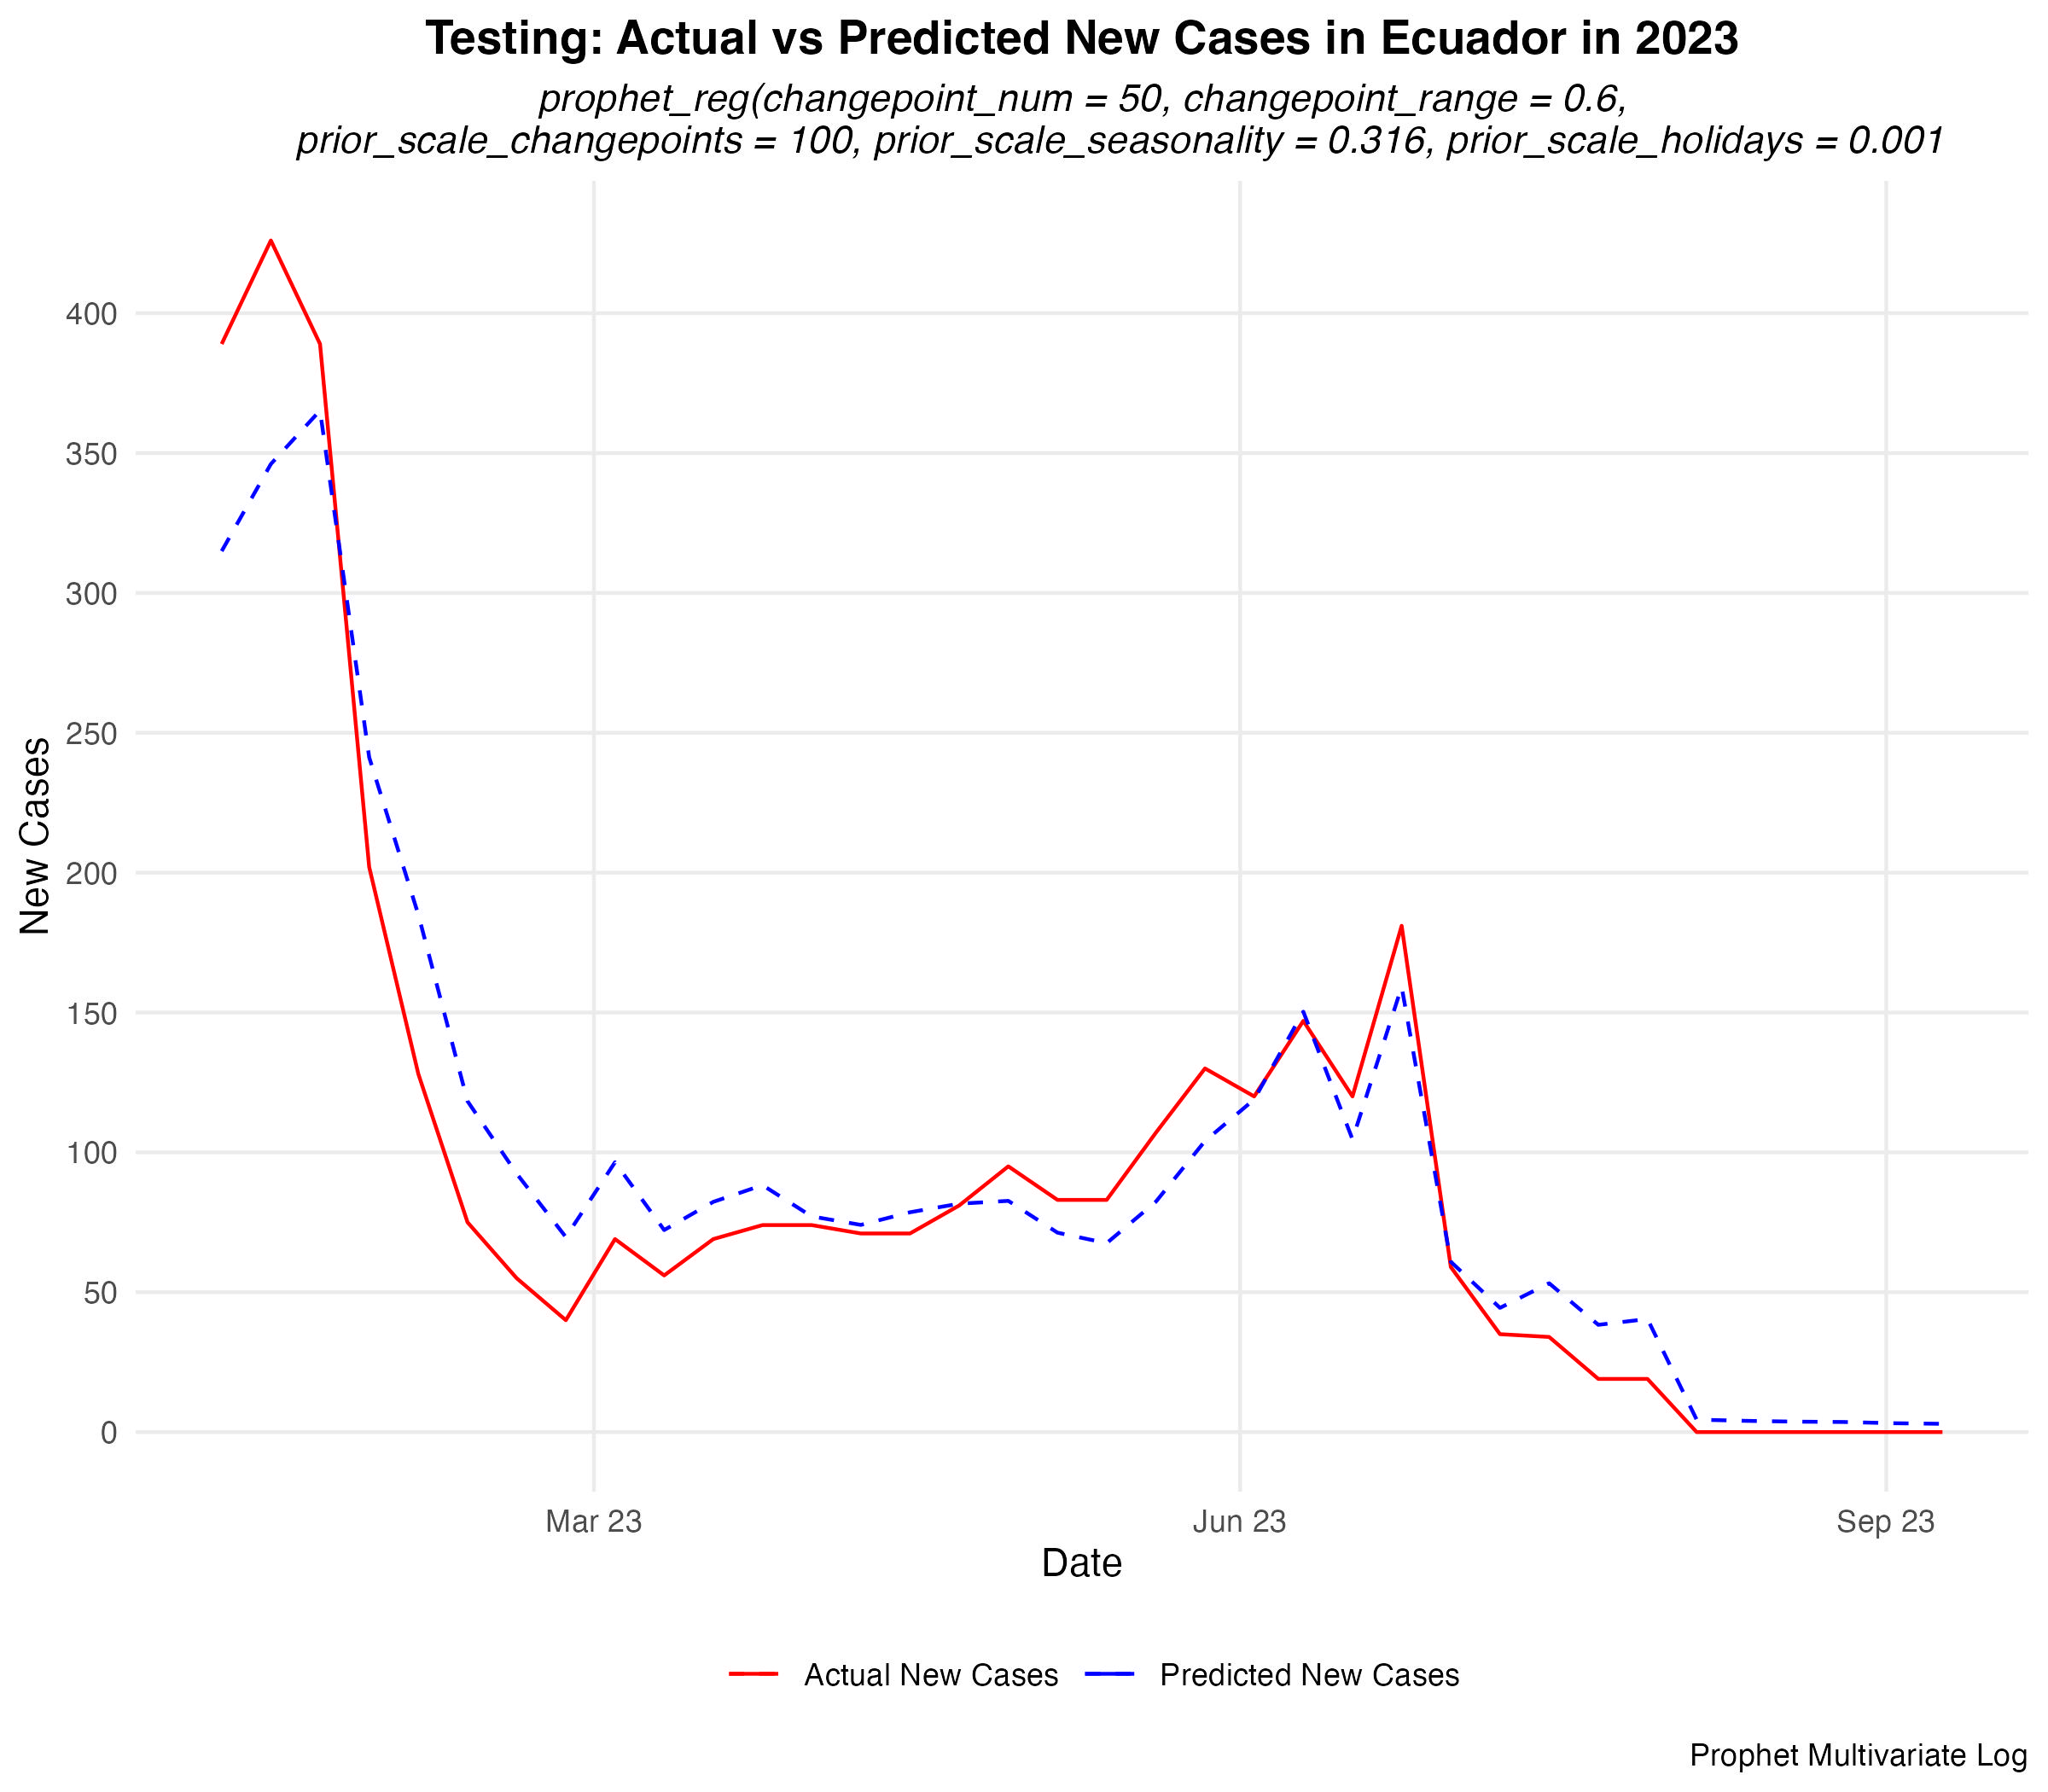 Testing: Actual vs Predicted New Cases in Ecuador in 2023
prophet_reg(changepoint_num = 50, changepoint_range = 0.6,
prior_scale_changepoints = 100, prior_scale_seasonality = 0.316, prior_scale_holidays = 0.001
400
350
300
250
200
150
100
50
0
New Cases
Mar 23
Jun 23
Sep 23
Date
Actual New Cases
Predicted New Cases
Prophet Multivariate Log